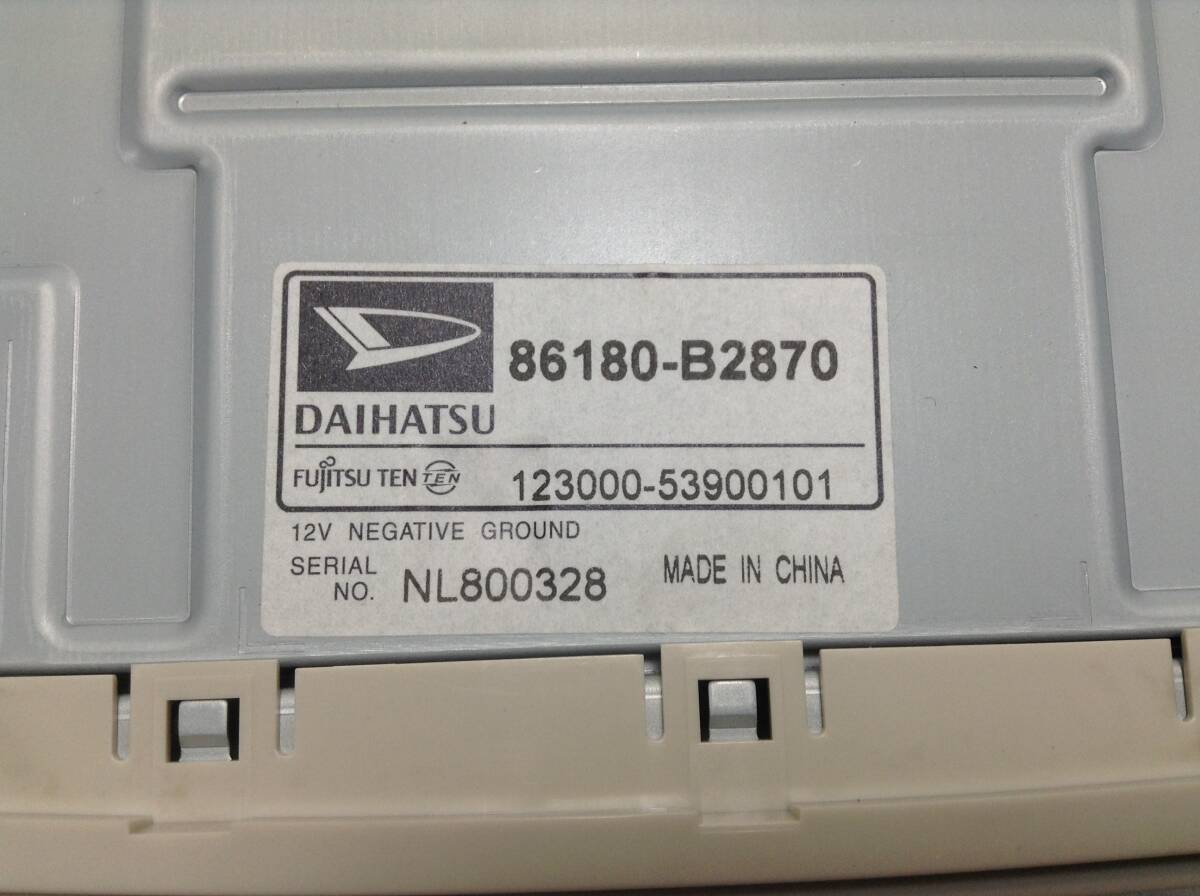 86180-B2870
DAIHATSU
FUJITSU TEN TEN 123000-53900101
12V NEGATIVE GROUND
SERIAL NO. NL800328 MADE IN CHINA